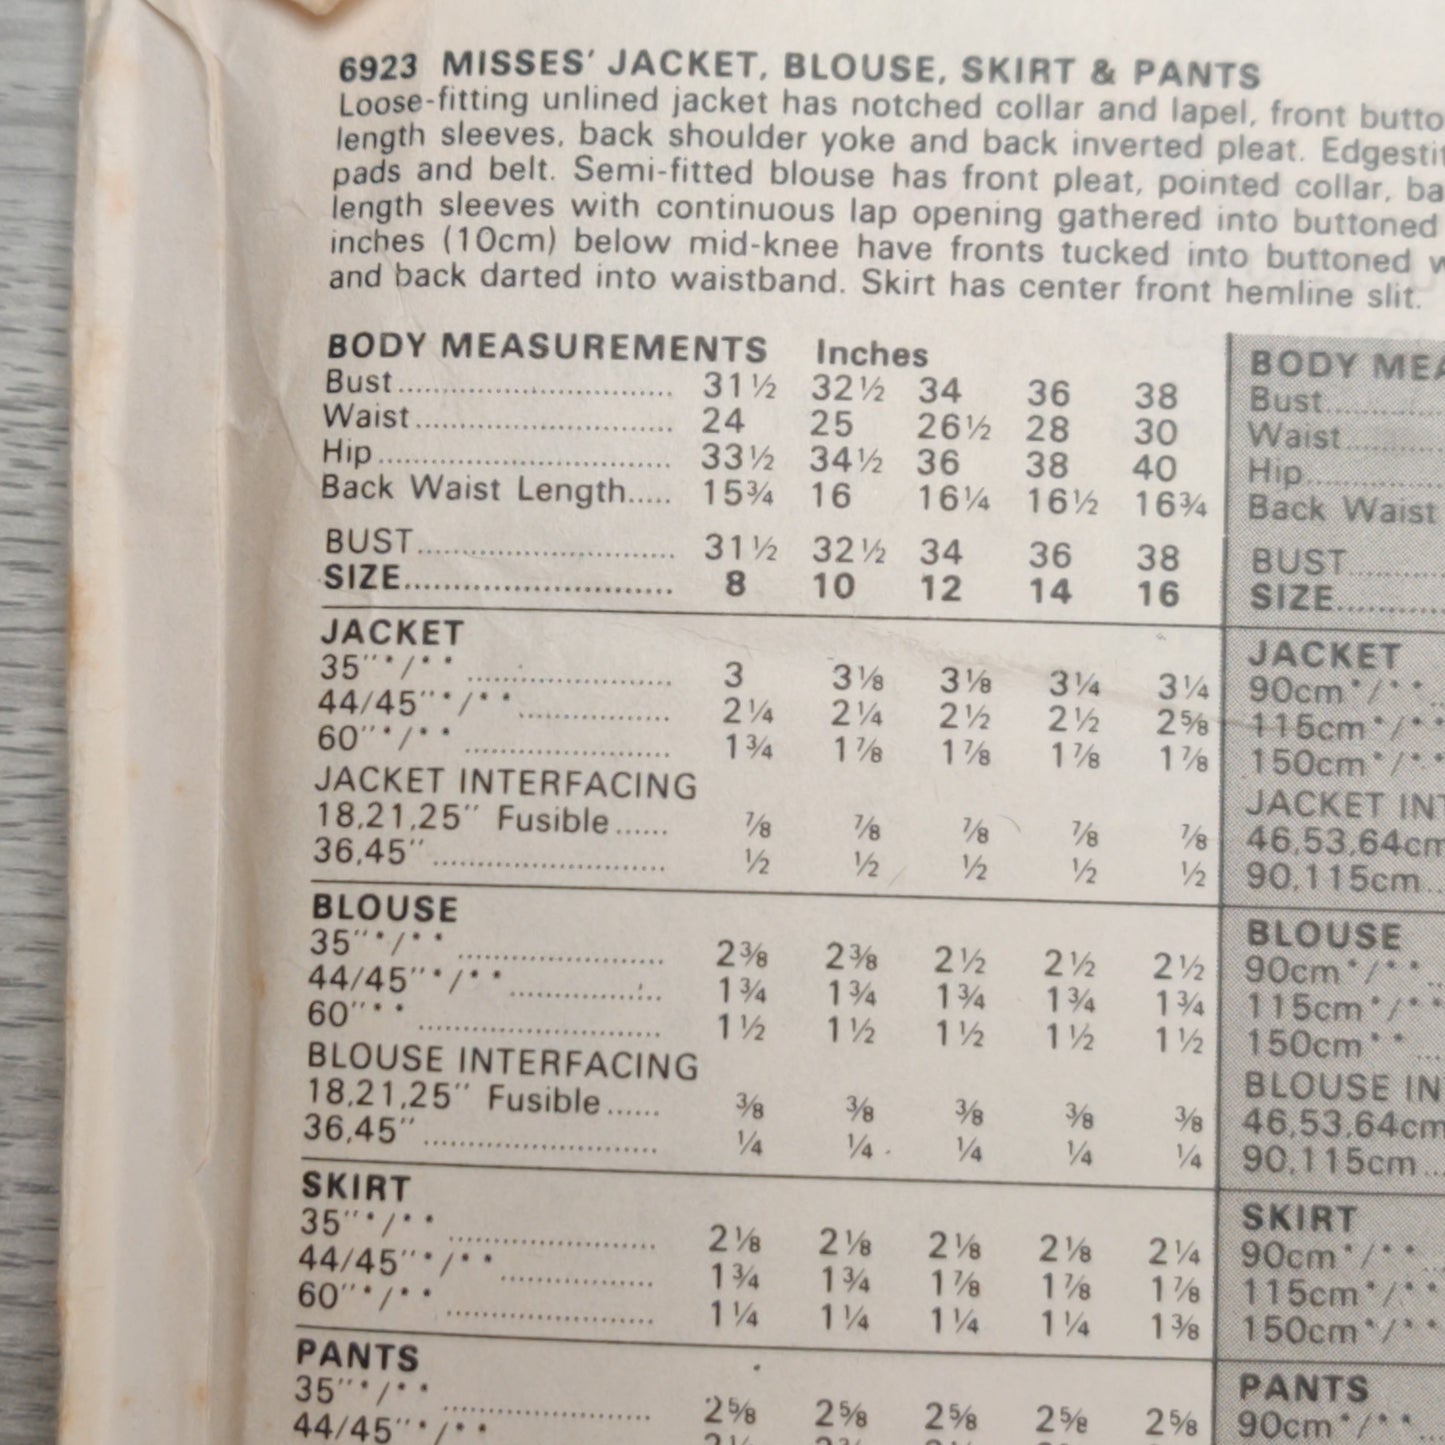 6923 MISSES' JACKET, BLOUSE, SKIRT & PANTS
Loose-fitting unlined jacket has notched collar and lapel, front butto
length sleeves, back shoulder yoke and back inverted pleat. Edgestit
pads and belt. Semi-fitted blouse has front pleat, pointed collar, ba
length sleeves with continuous lap opening gathered into buttoned
inches (10cm) below mid-knee have fronts tucked into buttoned w
and back darted into waistband. Skirt has center front hemline slit.
BODY MEASUREMENTS Inches
Bust 31½ 32½ 34 36 38
Waist 24 25 26½ 28 30
Hip 33½ 34½ 36 38 40
Back Waist Length 15¾ 16 16¼ 16½ 16¾
BUST 31½ 32½ 34 36 38
SIZE 8 10 12 14 16
JACKET
35"*/** 3 3⅛ 3⅛ 3¼ 3¼
44/45"*/** 2¼ 2¼ 2½ 2½ 2⅝
60"*/** 1¾ 1⅞ 1⅞ 1⅞ 1⅞
JACKET INTERFACING
18,21,25" Fusible ⅞ ⅞ ⅞ ⅞ ⅞
36,45" ½ ½ ½ ½ ½
BLOUSE
35"*/** 2⅜ 2⅜ 2½ 2½ 2½
44/45"*/** 1¾ 1¾ 1¾ 1¾ 1¾
60"** 1½ 1½ 1½ 1½ 1½
BLOUSE INTERFACING
18,21,25" Fusible ⅜ ⅜ ⅜ ⅜ ⅜
36,45" ¼ ¼ ¼ ¼ ¼
SKIRT
35"*/** 2⅛ 2⅛ 2⅛ 2⅛ 2¼
44/45"*/** 1¾ 1¾ 1⅞ 1⅞ 1⅞
60"*/** 1¼ 1¼ 1¼ 1¼ 1⅜
PANTS
35"*/** 2⅝ 2⅝ 2⅝ 2⅝ 2⅝
44/45"*/**
BODY MEA
Bust
Waist
Hip
Back Waist
BUST
SIZE
JACKET
90cm*/**
115cm*/**
150cm*/**
JACKET INT
46,53,64cm
90,115cm
BLOUSE
90cm*/**
115cm*/**
150cm**
BLOUSE IN
46,53,64cm
90,115cm
SKIRT
90cm*/**
115cm*/**
150cm*/**
PANTS
90cm*/**